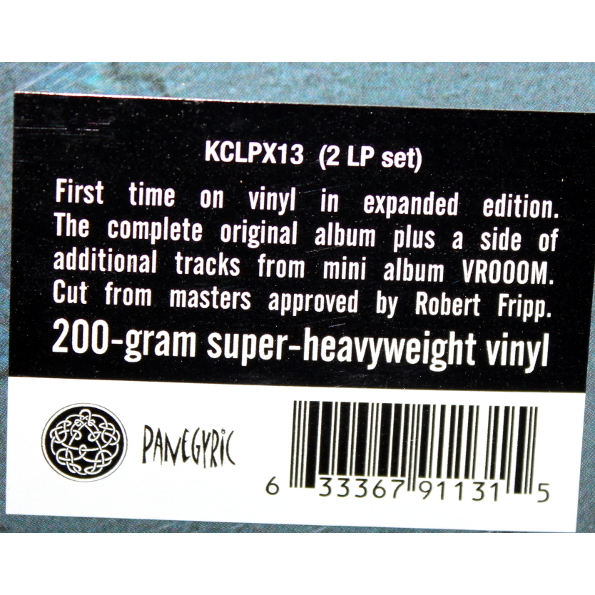 KCLPX13 (2 LP set)
First time on vinyl in expanded edition.
The complete original album plus a side of
additional tracks from mini album VROOOM.
Cut from masters approved by Robert Fripp.
200-gram super-heavyweight vinyl
PANEGYRIC
6 33367 91131 5